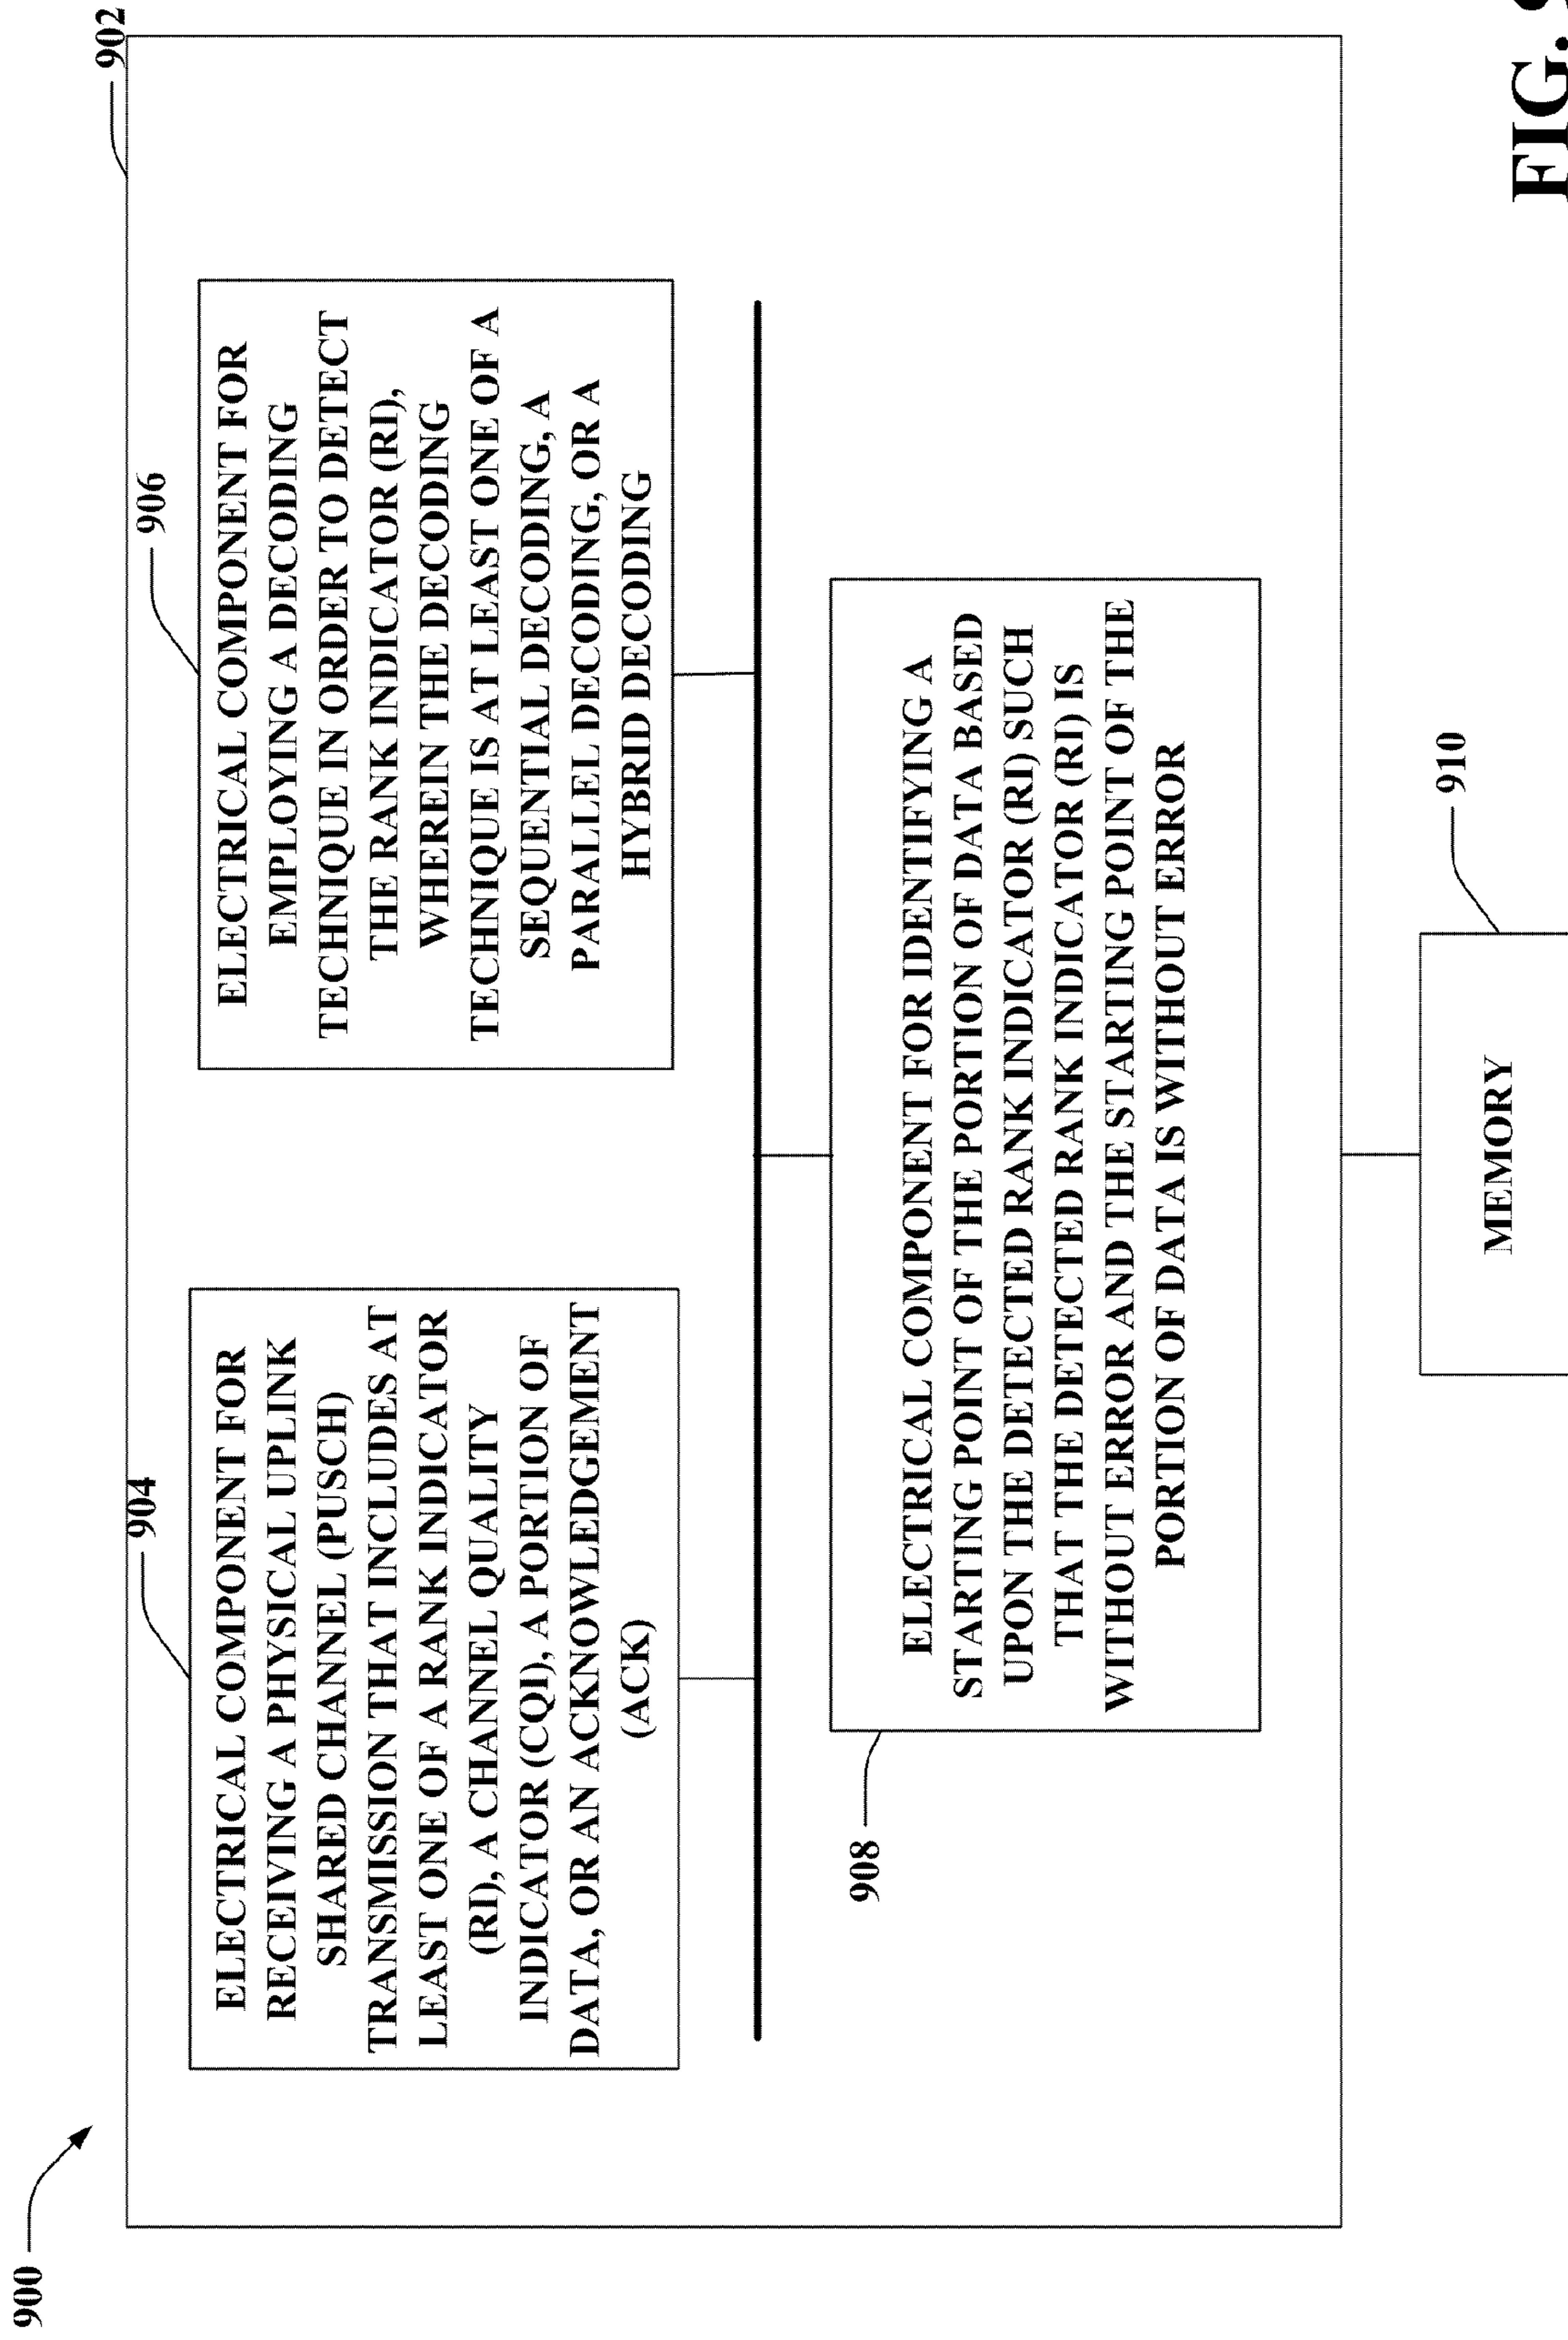 900
902
904
ELECTRICAL COMPONENT FOR
RECEIVING A PHYSICAL UPLINK
SHARED CHANNEL (PUSCH)
TRANSMISSION THAT INCLUDES AT
LEAST ONE OF A RANK INDICATOR
(RI), A CHANNEL QUALITY
INDICATOR (CQI), A PORTION OF
DATA, OR AN ACKNOWLEDGEMENT
(ACK)
906
ELECTRICAL COMPONENT FOR
EMPLOYING A DECODING
TECHNIQUE IN ORDER TO DETECT
THE RANK INDICATOR (RI),
WHEREIN THE DECODING
TECHNIQUE IS AT LEAST ONE OF A
SEQUENTIAL DECODING, A
PARALLEL DECODING, OR A
HYBRID DECODING
908
ELECTRICAL COMPONENT FOR IDENTIFYING A
STARTING POINT OF THE PORTION OF DATA BASED
UPON THE DETECTED RANK INDICATOR (RI) SUCH
THAT THE DETECTED RANK INDICATOR (RI) IS
WITHOUT ERROR AND THE STARTING POINT OF THE
PORTION OF DATA IS WITHOUT ERROR
910
MEMORY
FIG.